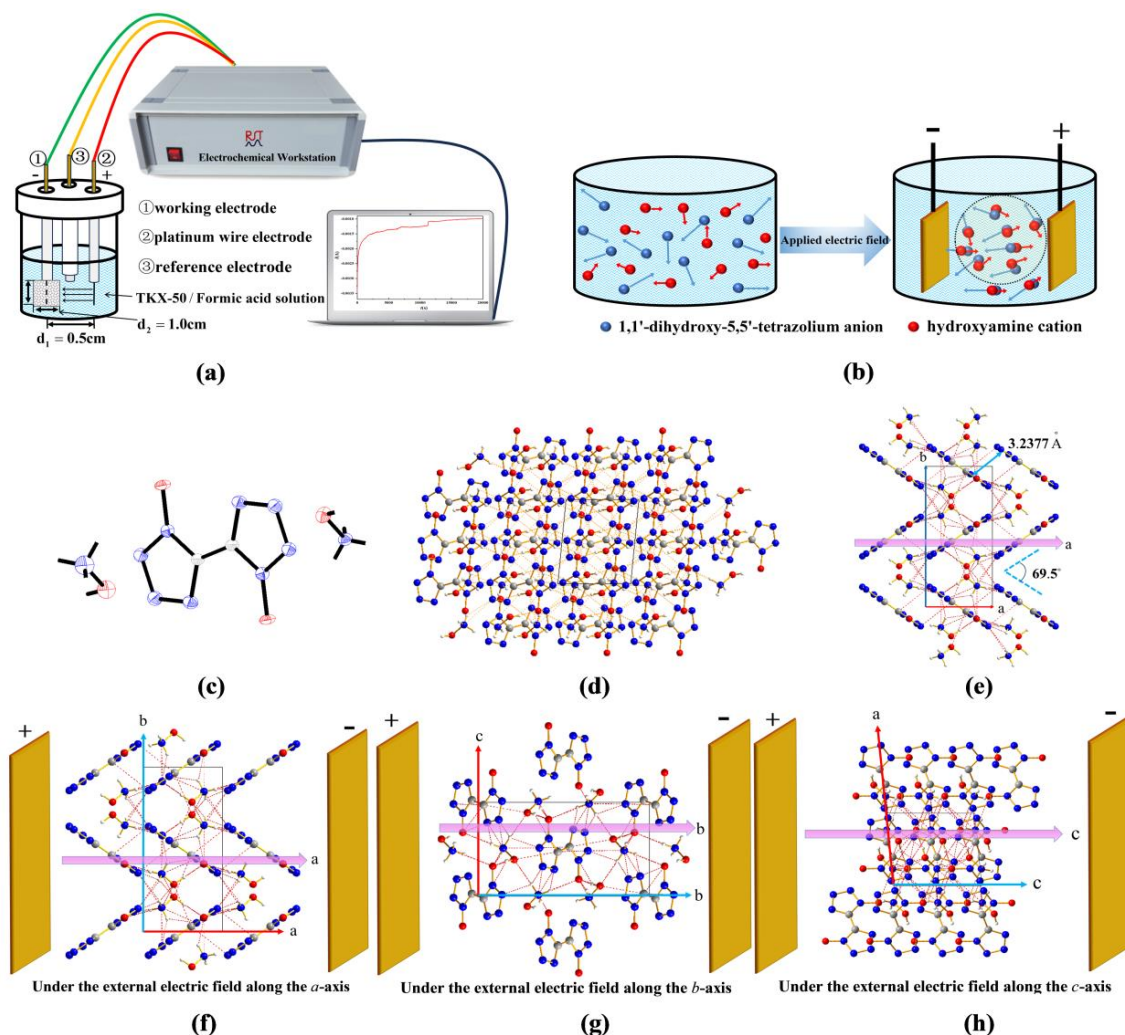 RST
Electrochemical Workstation
① ③ ②
- +
①working electrode
②platinum wire electrode
③reference electrode
TKX-50 / Formic acid solution
d₂ = 1.0cm
d₁ = 0.5cm
(a)
- +
Applied electric field
1,1'-dihydroxy-5,5'-tetrazolium anion
hydroxyamine cation
(b)
(c)
(d)
3.2377 Å
b
a
69.5°
a
(e)
+ -
b
a
a
Under the external electric field along the a-axis
(f)
+ -
c
b
b
Under the external electric field along the b-axis
(g)
+ -
a
c
c
Under the external electric field along the c-axis
(h)